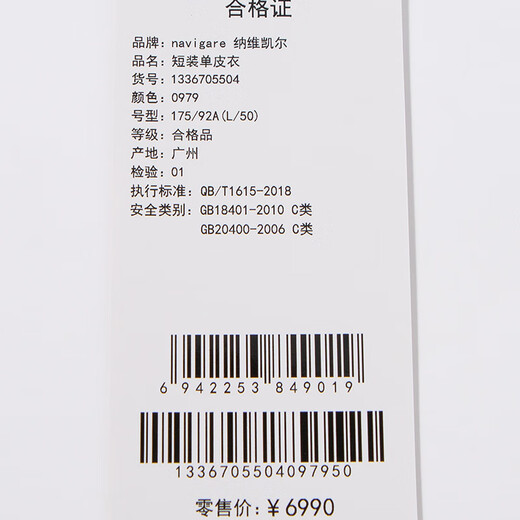 合格证
品牌: navigare 纳维凯尔
品名: 短装单皮衣
货号: 1336705504
颜色: 0979
号型: 175/92A(L/50)
等级: 合格品
产地: 广州
检验: 01
执行标准: QB/T1615-2018
安全类别: GB18401-2010 C类
GB20400-2006 C类
6 942253 849019
1336705504097950
零售价: ¥6990